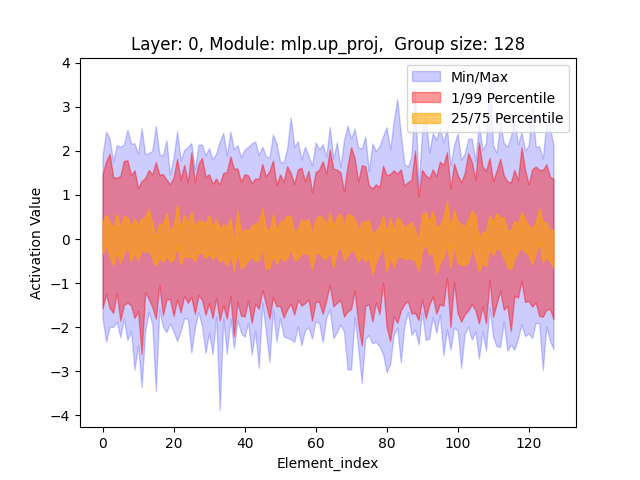 Layer: 0, Module: mlp.up_proj,  Group size: 128
Min/Max
1/99 Percentile
25/75 Percentile
Activation Value
4
3
2
1
0
−1
−2
−3
−4
0 20 40 60 80 100 120
Element_index